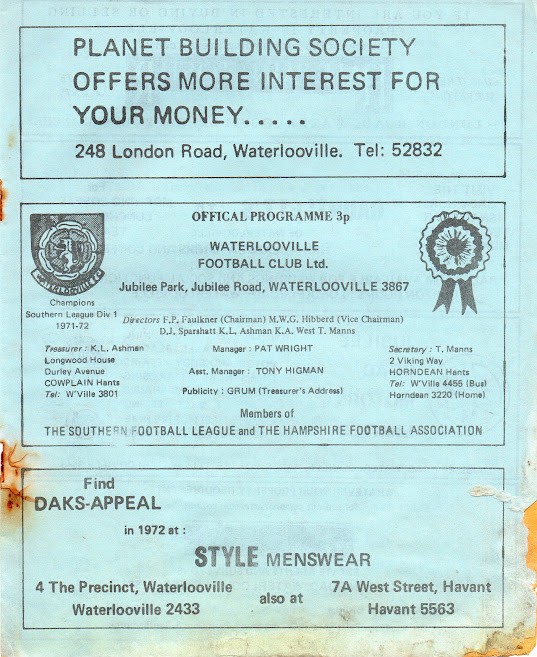 PLANET BUILDING SOCIETY
OFFERS MORE INTEREST FOR
YOUR MONEY.....
248 London Road, Waterlooville. Tel: 52832
OFFICAL PROGRAMME 3p
WATERLOOVILLE
FOOTBALL CLUB Ltd.
Jubilee Park, Jubilee Road, WATERLOOVILLE 3867
WATERLOOVILLE F.C.
Champions
Southern League Div 1
1971-72
Directors F.P. Faulkner (Chairman) M.W.G. Hibberd (Vice Chairman)
D.J. Sparshatt K.L, Ashman K.A. West T. Manns
Treasurer : K.L. Ashman
Longwood House
Durley Avenue
COWPLAIN Hants
Tel: W'Ville 3801
Manager : PAT WRIGHT
Asst. Manager : TONY HIGMAN
Publicity : GRUM (Treasurer's Address)
Secretary : T. Manns
2 Viking Way
HORNDEAN Hants
Tel: W'Ville 4455 (Bus)
Horndean 3220 (Home)
Members of
THE SOUTHERN FOOTBALL LEAGUE and THE HAMPSHIRE FOOTBALL ASSOCIATION
Find
DAKS-APPEAL
in 1972 at :
STYLE MENSWEAR
4 The Precinct, Waterlooville
Waterlooville 2433
also at
7A West Street, Havant
Havant 5563